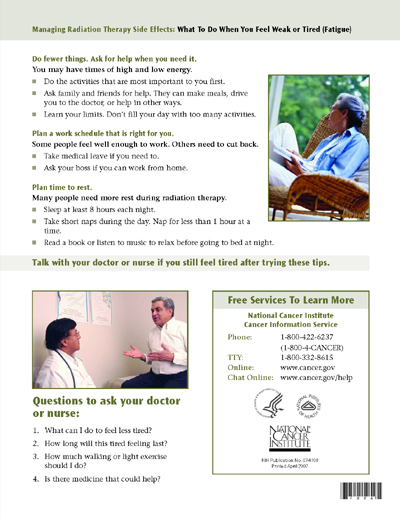 Managing Radiation Therapy Side Effects: What To Do When You Feel Weak or Tired (Fatigue)
Do fewer things. Ask for help when you need it.
You may have times of high and low energy.
■ Do the activities that are most important to you first.
■ Ask family and friends for help. They can make meals, drive
you to the doctor, or help in other ways.
■ Learn your limits. Don't fill your day with too many activities.
Plan a work schedule that is right for you.
Some people feel well enough to work. Others need to cut back.
■ Take medical leave if you need to.
■ Ask your boss if you can work from home.
Plan time to rest.
Many people need more rest during radiation therapy.
■ Sleep at least 8 hours each night.
■ Take short naps during the day. Nap for less than 1 hour at a
time.
■ Read a book or listen to music to relax before going to bed at night.
Talk with your doctor or nurse if you still feel tired after trying these tips.
Questions to ask your doctor
or nurse:
1. What can I do to feel less tired?
2. How long will this tired feeling last?
3. How much walking or light exercise
should I do?
4. Is there medicine that could help?
Free Services To Learn More
National Cancer Institute
Cancer Information Service
Phone: 1-800-422-6237
(1-800-4-CANCER)
TTY: 1-800-332-8615
Online: www.cancer.gov
Chat Online: www.cancer.gov/help
NATIONAL
CANCER
INSTITUTE
NIH Publication No.
Printed April 2007